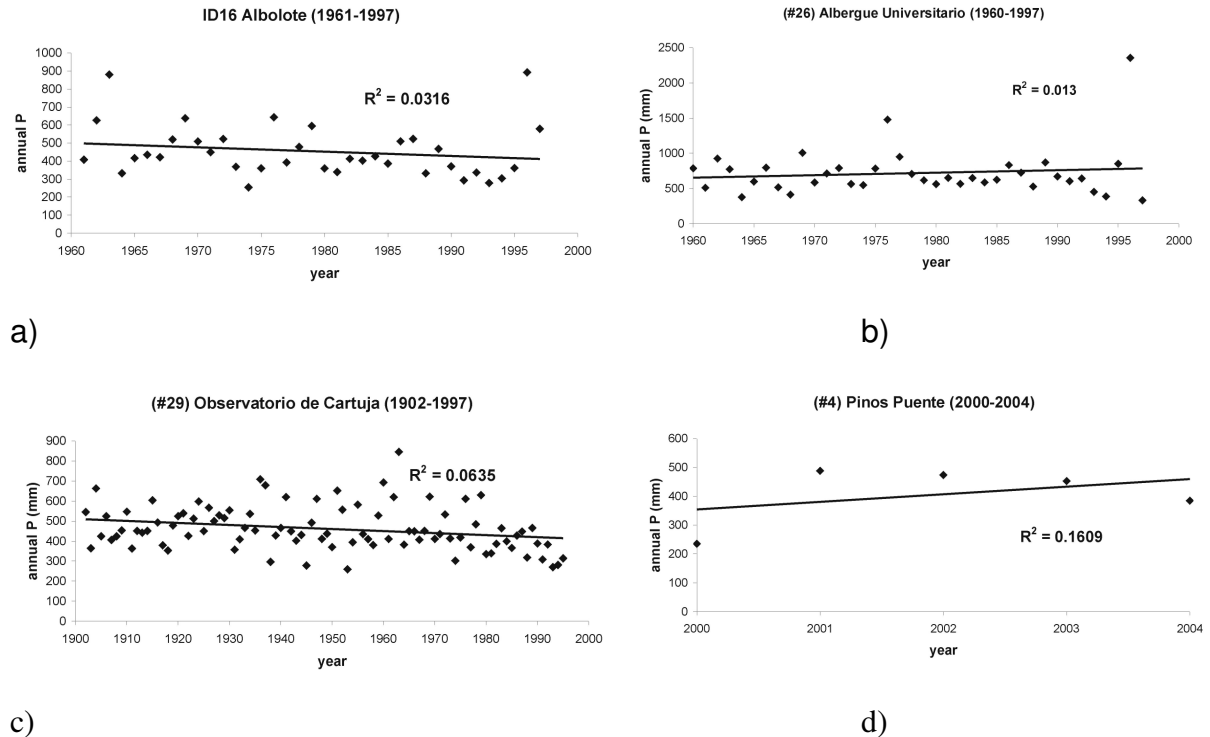 ID16 Albolote (1961-1997)
1000
900
800
700
600
500
400
300
200
100
0
annual P
R² = 0.0316
1960 1965 1970 1975 1980 1985 1990 1995 2000
year
a)
(#26) Albergue Universitario (1960-1997)
2500
2000
1500
1000
500
0
annual P (mm)
R² = 0.013
1960 1965 1970 1975 1980 1985 1990 1995 2000
year
b)
(#29) Observatorio de Cartuja (1902-1997)
900
800
700
600
500
400
300
200
100
0
annual P (mm)
R² = 0.0635
1900 1910 1920 1930 1940 1950 1960 1970 1980 1990 2000
year
c)
(#4) Pinos Puente (2000-2004)
600
500
400
300
200
100
0
annual P (mm)
R² = 0.1609
2000 2001 2002 2003 2004
year
d)